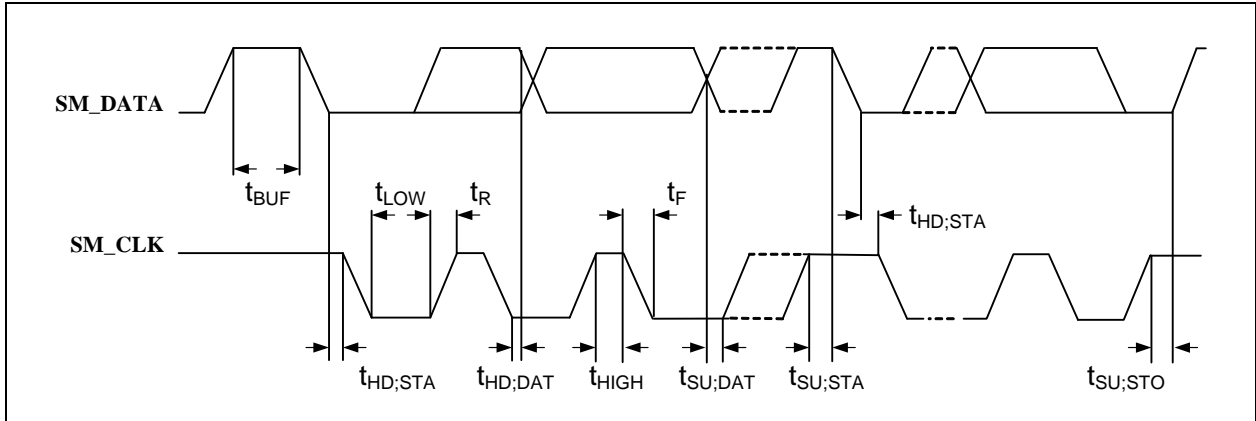 SM_DATA
tBUF
tLOW
tR
tF
tHD;STA
SM_CLK
tHD;STA
tHD;DAT
tHIGH
tSU;DAT
tSU;STA
tSU;STO